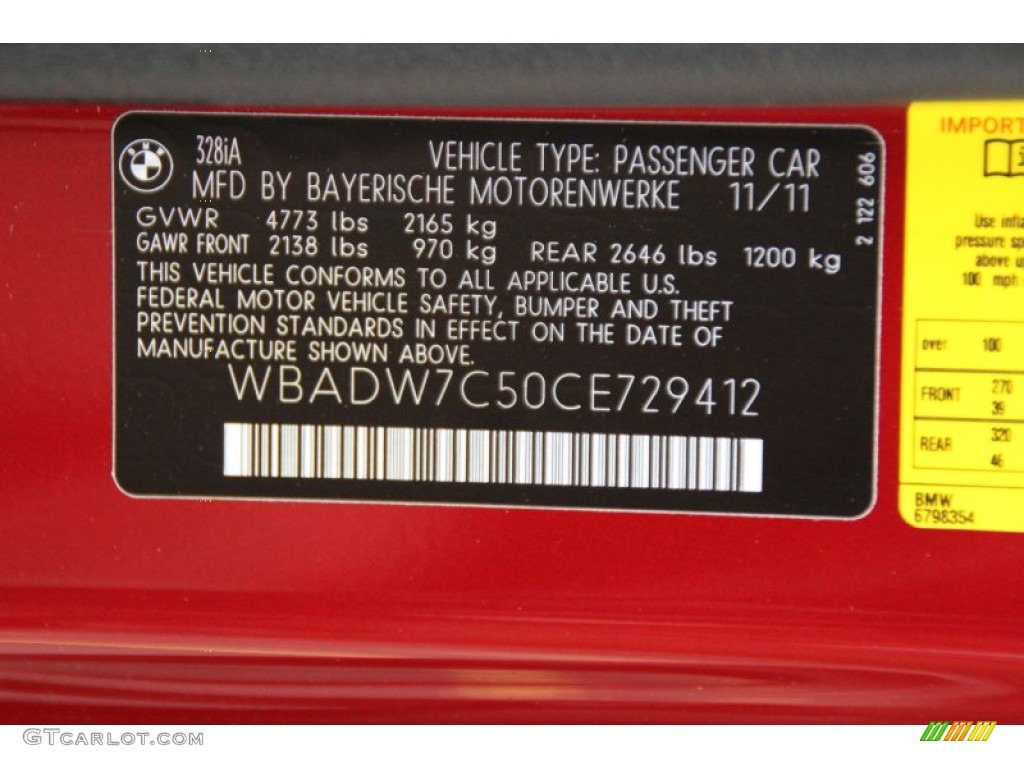 BMW
328iA
VEHICLE TYPE: PASSENGER CAR
MFD BY BAYERISCHE MOTORENWERKE 11/11
GVWR 4773 lbs 2165 kg
GAWR FRONT 2138 lbs 970 kg REAR 2646 lbs 1200 kg
THIS VEHICLE CONFORMS TO ALL APPLICABLE U.S.
FEDERAL MOTOR VEHICLE SAFETY, BUMPER AND THEFT
PREVENTION STANDARDS IN EFFECT ON THE DATE OF
MANUFACTURE SHOWN ABOVE.
WBADW7C50CE729412
2 122 606
IMPORT
Use infla
pressure sp
above u
100 mph
over 100
FRONT 270
39
REAR 320
46
BMW
6798354
GTCARLOT.COM